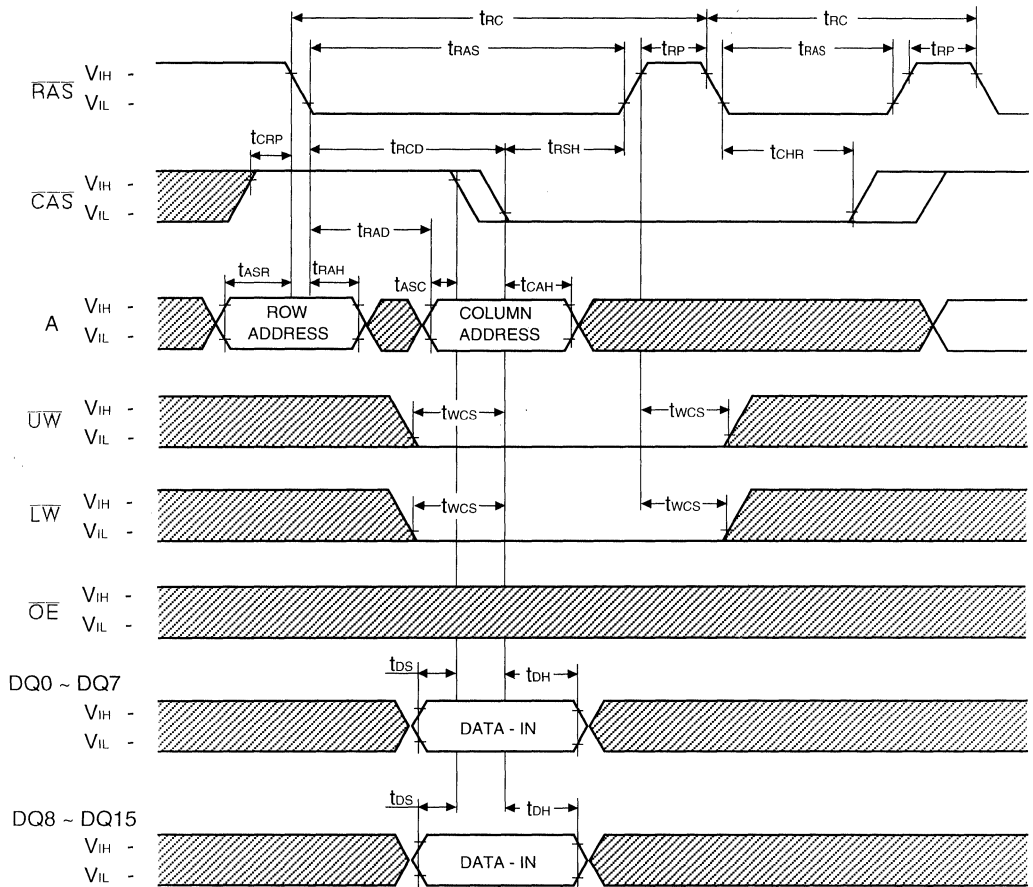 tRC tRC
tRAS tRP tRAS tRP
RAS VIH -
VIL -
tCRP tRCD tRSH tCHR
CAS VIH -
VIL -
tRAD
tASR tRAH tASC tCAH
A VIH -
VIL -
ROW ADDRESS
COLUMN ADDRESS
UW VIH -
VIL -
tWCS tWCS
LW VIH -
VIL -
tWCS tWCS
OE VIH -
VIL -
tDS tDH
DQ0 ~ DQ7
VIH -
VIL -
DATA - IN
tDS tDH
DQ8 ~ DQ15
VIH -
VIL -
DATA - IN